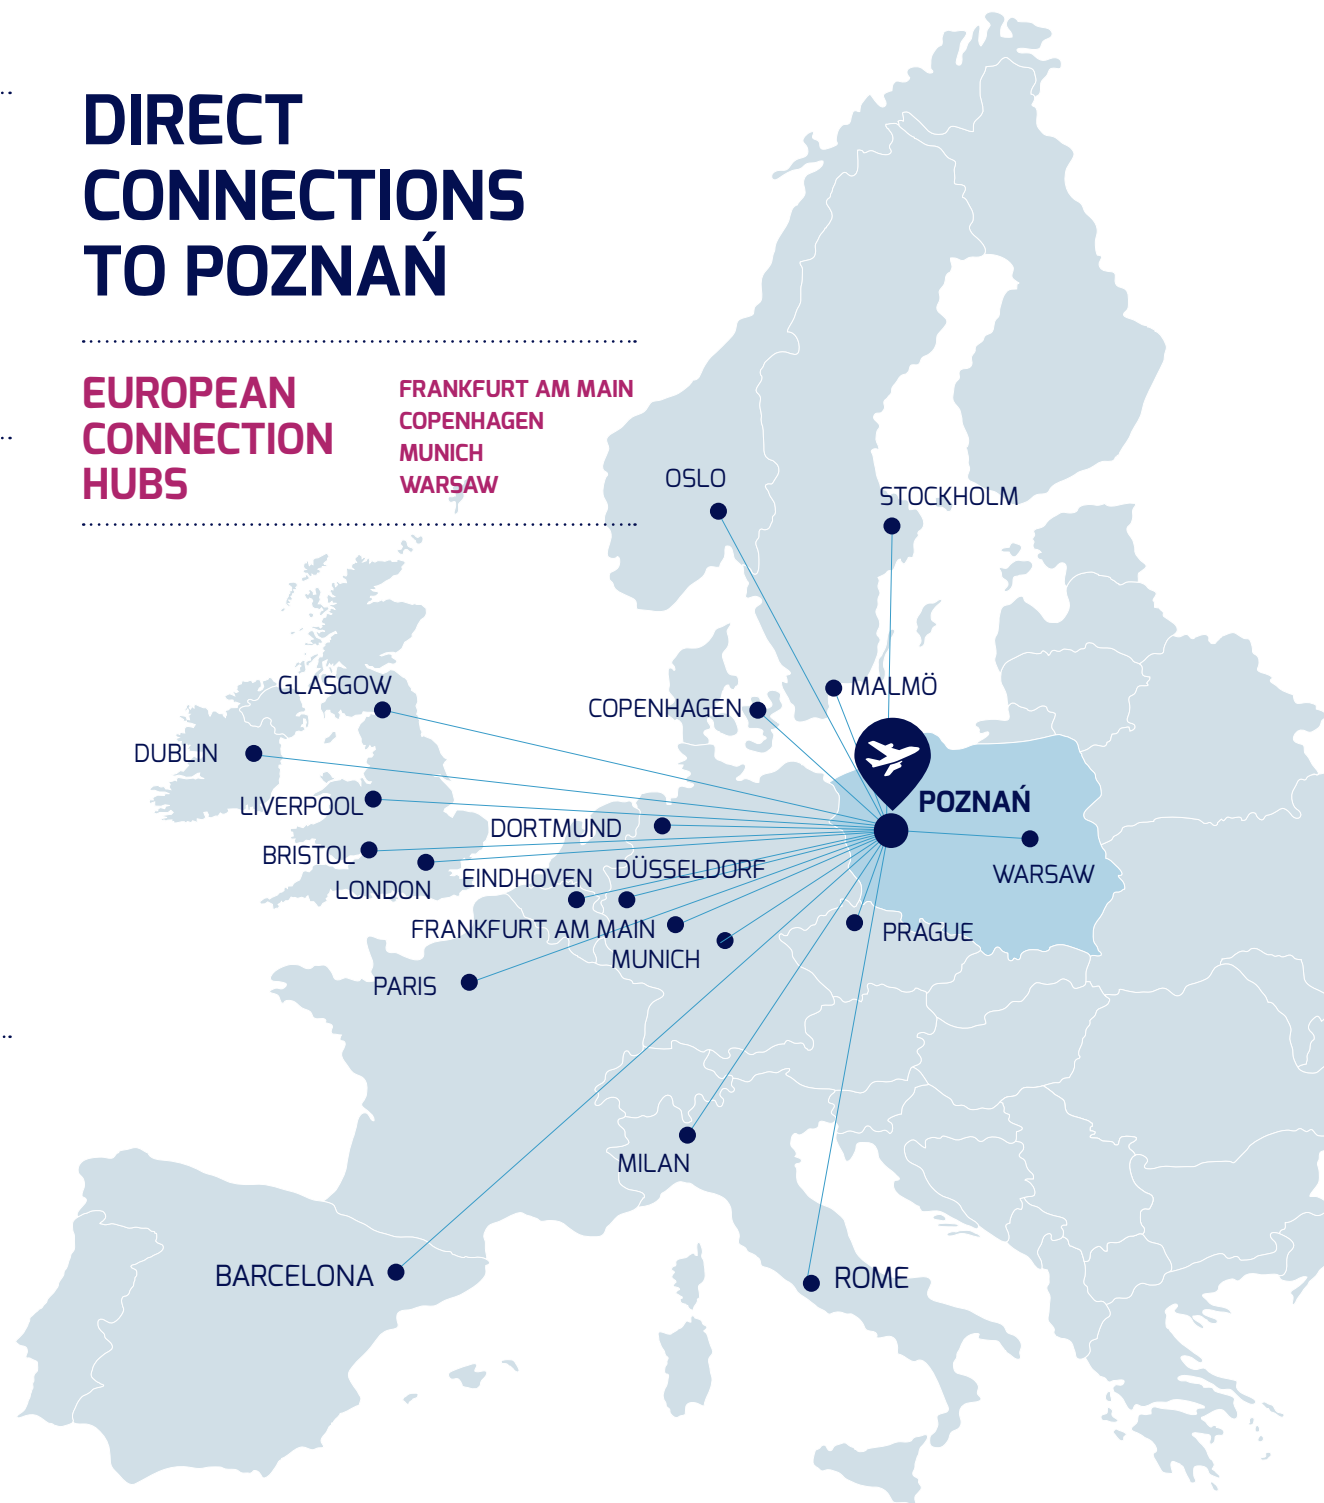 DIRECT
CONNECTIONS
TO POZNAŃ
EUROPEAN
CONNECTION
HUBS
FRANKFURT AM MAIN
COPENHAGEN
MUNICH
WARSAW
OSLO
STOCKHOLM
GLASGOW
MALMÖ
COPENHAGEN
DUBLIN
POZNAŃ
LIVERPOOL
DORTMUND
BRISTOL
DÜSSELDORF
WARSAW
EINDHOVEN
LONDON
FRANKFURT AM MAIN
PRAGUE
MUNICH
PARIS
MILAN
BARCELONA
ROME